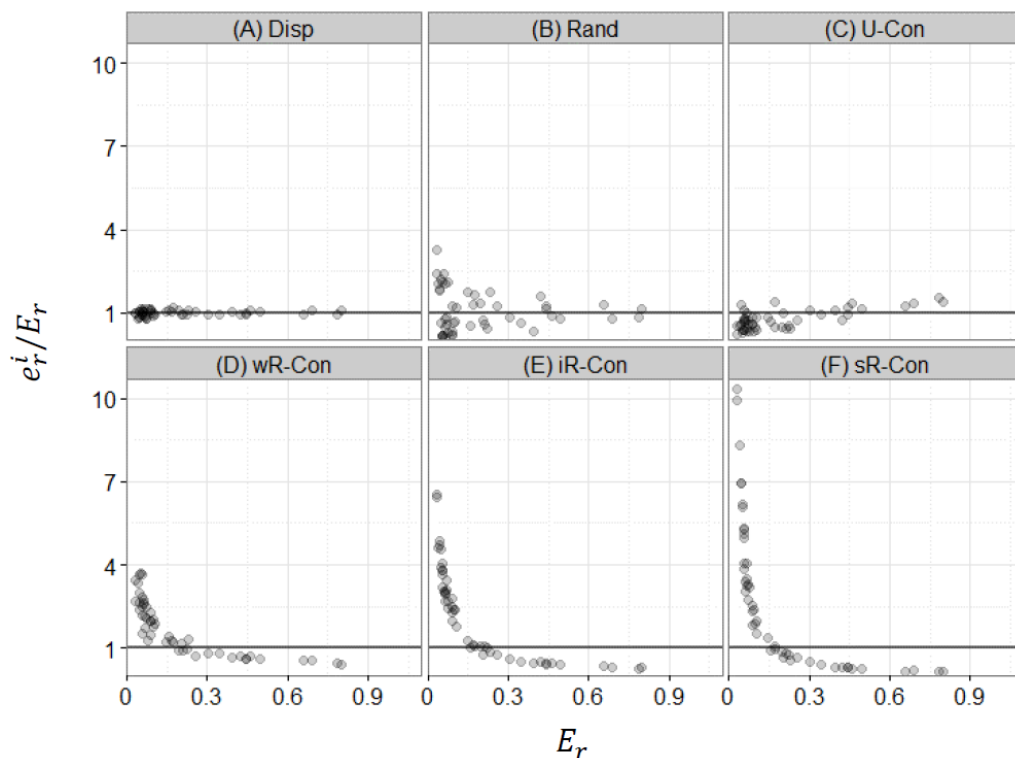 (A) Disp (B) Rand (C) U-Con
10
7
4
1
(D) wR-Con (E) iR-Con (F) sR-Con
10
7
4
1
0 0.3 0.6 0.9 0 0.3 0.6 0.9 0 0.3 0.6 0.9
e_r^i/E_r
E_r